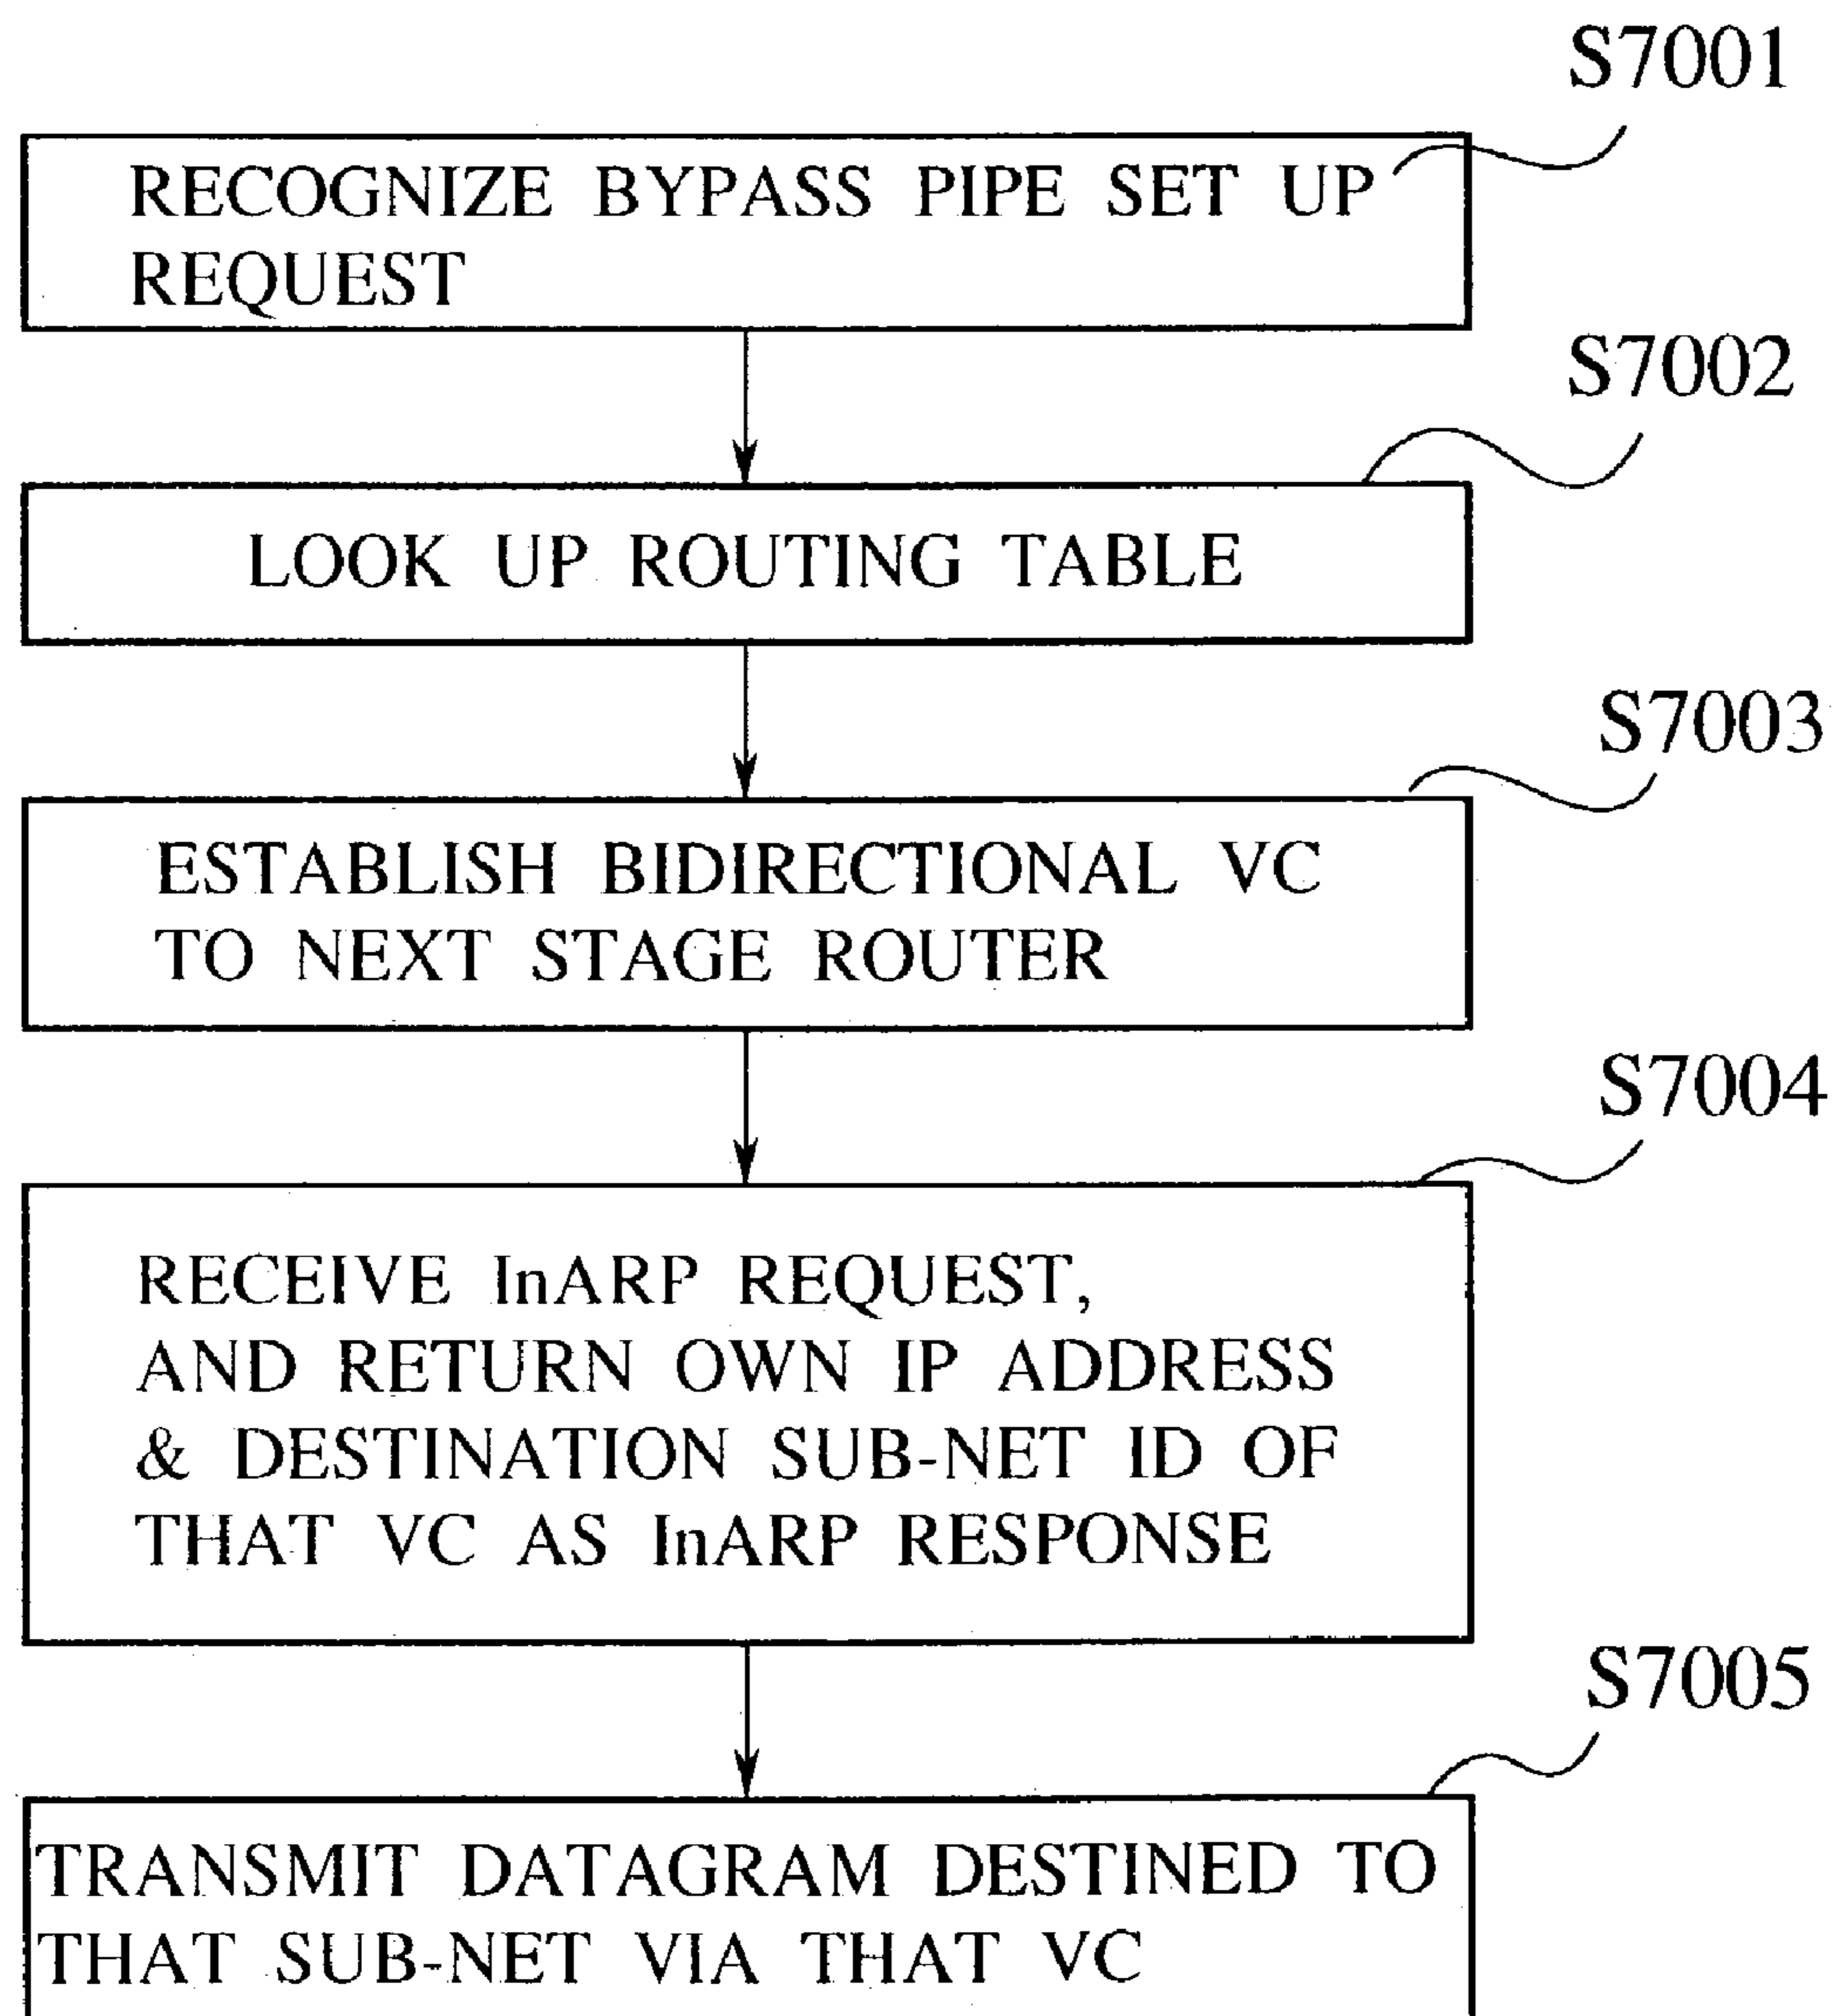 S7001
RECOGNIZE BYPASS PIPE SET UP
REQUEST
S7002
LOOK UP ROUTING TABLE
S7003
ESTABLISH BIDIRECTIONAL VC
TO NEXT STAGE ROUTER
S7004
RECEIVE InARP REQUEST,
AND RETURN OWN IP ADDRESS
& DESTINATION SUB-NET ID OF
THAT VC AS InARP RESPONSE
S7005
TRANSMIT DATAGRAM DESTINED TO
THAT SUB-NET VIA THAT VC